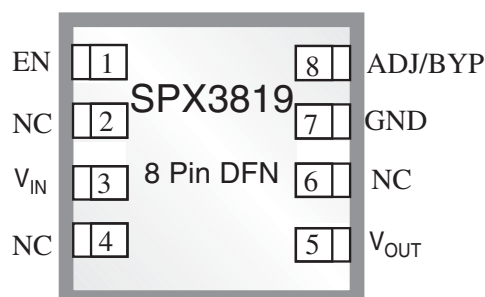 EN 1 8 ADJ/BYP
SPX3819
NC 2 7 GND
VIN 3 8 Pin DFN 6 NC
NC 4 5 VOUT